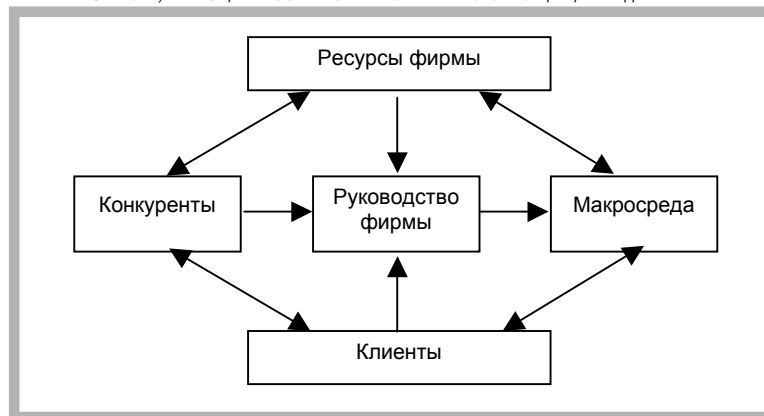 Ресурсы фирмы
Конкуренты
Руководство
фирмы
Макросреда
Клиенты